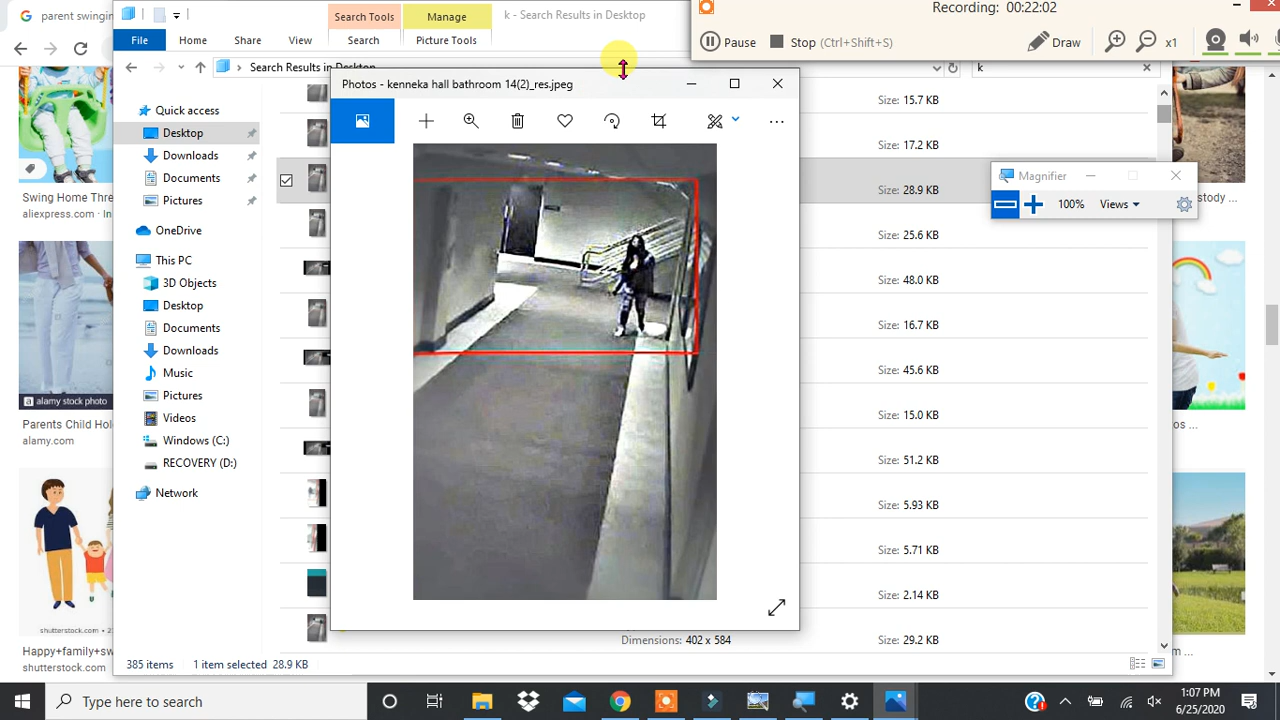 parent swingin
Search Tools
Manage
k - Search Results in Desktop
Recording: 00:22:02
File
Home
Share
View
Search
Picture Tools
Pause
Stop (Ctrl+Shift+S)
Draw
x1
Search Results in Desktop
k
Photos - kenneka hall bathroom 14(2)_res.jpeg
Quick access
Desktop
Downloads
Documents
Pictures
OneDrive
This PC
3D Objects
Desktop
Documents
Downloads
Music
Pictures
Videos
Windows (C:)
RECOVERY (D:)
Network
Size: 15.7 KB
Size: 17.2 KB
Size: 28.9 KB
Size: 25.6 KB
Size: 48.0 KB
Size: 16.7 KB
Size: 45.6 KB
Size: 15.0 KB
Size: 51.2 KB
Size: 5.93 KB
Size: 5.71 KB
Size: 2.14 KB
Dimensions: 402 x 584
Size: 29.2 KB
Magnifier
100%
Views
Swing Home Thre
aliexpress.com · In
a alamy stock photo
Parents Child Hol
alamy.com
shutterstock.com • 2
Happy+family+sw
shutterstock.com
stody ...
os ...
m ...
385 items
1 item selected 28.9 KB
Type here to search
1:07 PM
6/25/2020